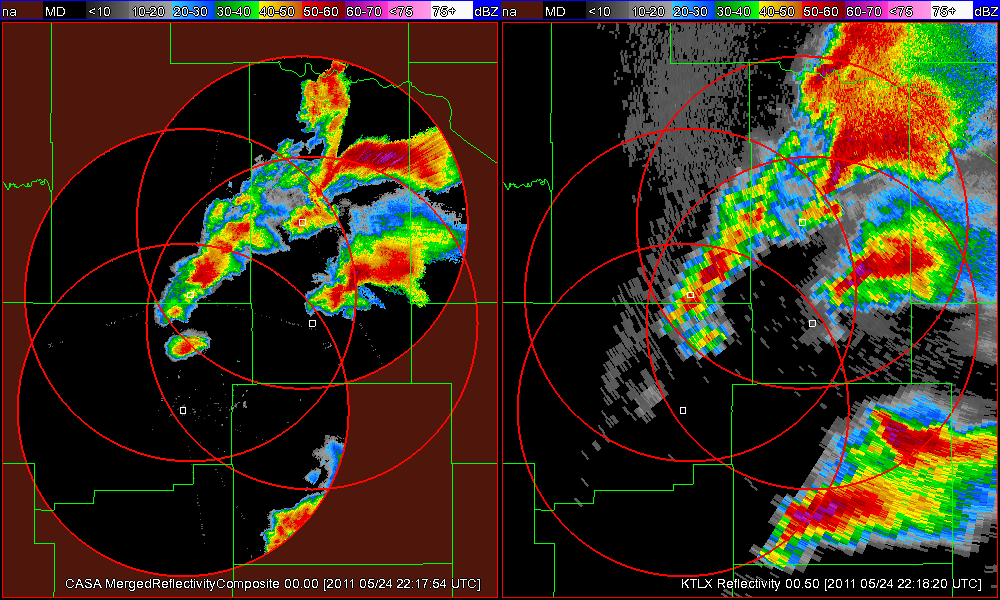 na MD <10 10-20 20-30 30-40 40-50 50-60 60-70 <75 75+ dBZ
na MD <10 10-20 20-30 30-40 40-50 50-60 60-70 <75 75+ dBZ
CASA MergedReflectivityComposite 00.00 [2011 05/24 22:17:54 UTC]
KTLX Reflectivity 00.50 [2011 05/24 22:18:20 UTC]